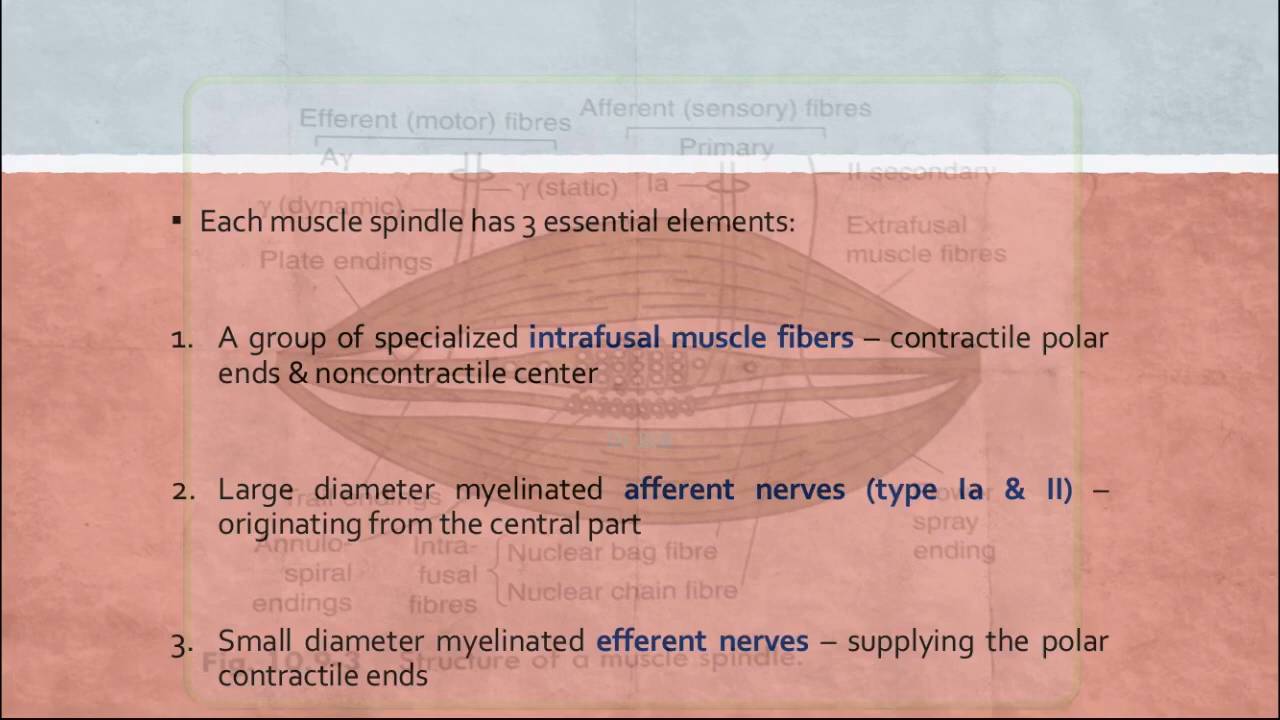 Efferent (motor) fibres
Afferent (sensory) fibres
Aγ
Primary
γ (dynamic)
γ (static)
Ia
II secondary
▪ Each muscle spindle has 3 essential elements:
Extrafusal
muscle fibres
Plate endings
1. A group of specialized intrafusal muscle fibers – contractile polar
ends & noncontractile center
2. Large diameter myelinated afferent nerves (type Ia & II) –
originating from the central part
Trail endings
spray
ending
Annulo-
spiral
endings
Intra-
fusal
fibres
Nuclear bag fibre
Nuclear chain fibre
3. Small diameter myelinated efferent nerves – supplying the polar
contractile ends
Structure of a muscle spindle.